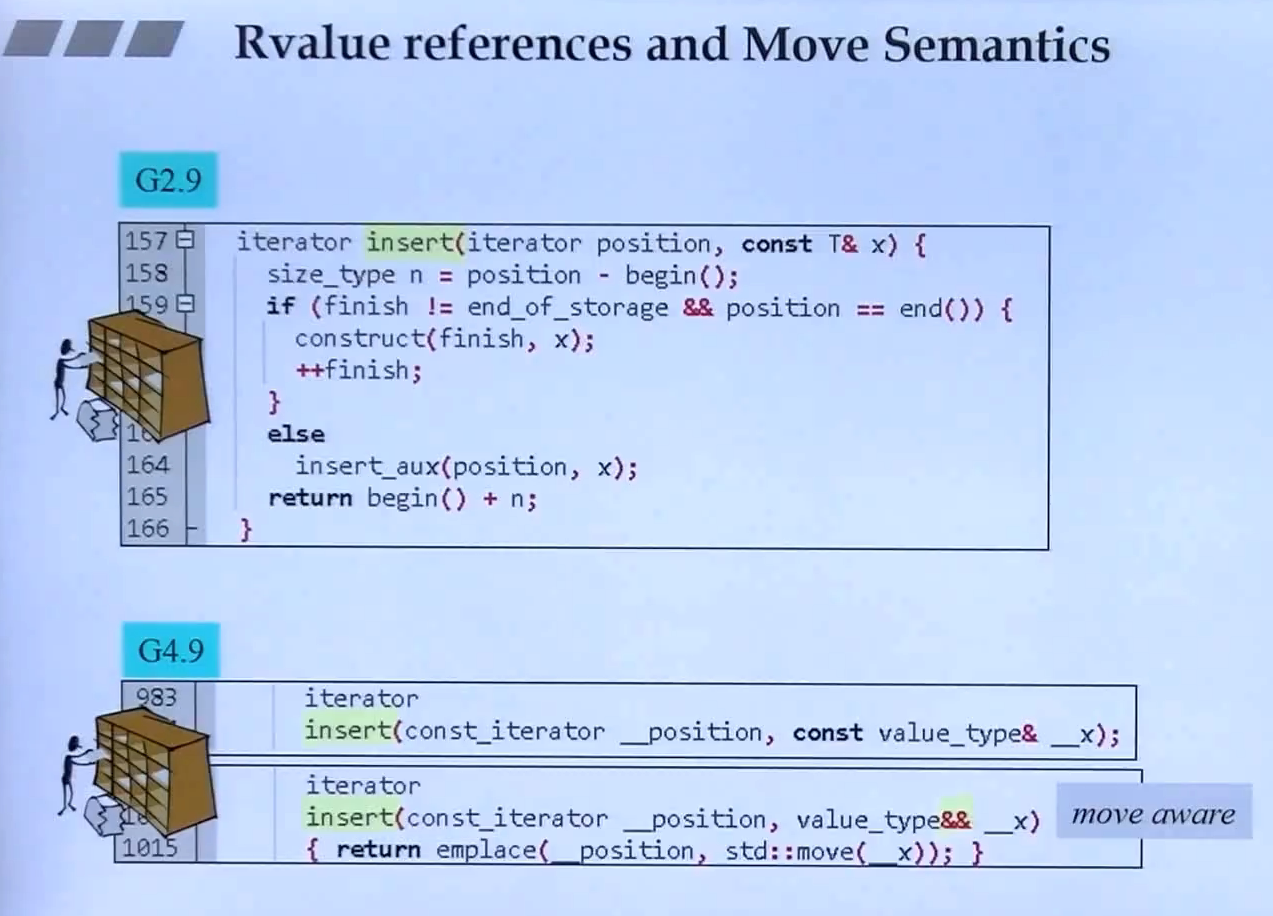 Rvalue references and Move Semantics
G2.9
157 iterator insert(iterator position, const T& x) {
158 size_type n = position - begin();
159 if (finish != end_of_storage && position == end()) {
construct(finish, x);
++finish;
}
else
164 insert_aux(position, x);
165 return begin() + n;
166 }
G4.9
983 iterator
insert(const_iterator __position, const value_type& __x);
iterator
insert(const_iterator __position, value_type&& __x)
move aware
1015 { return emplace(__position, std::move(__x)); }